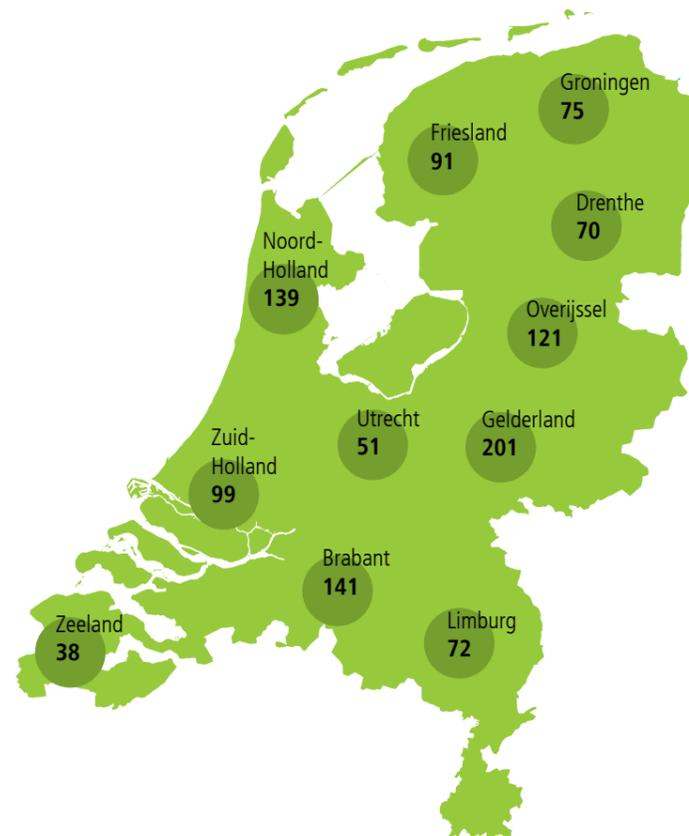 Groningen
75
Friesland
91
Drenthe
70
Noord-
Holland
139
Overijssel
121
Utrecht
51
Gelderland
201
Zuid-
Holland
99
Brabant
141
Limburg
72
Zeeland
38